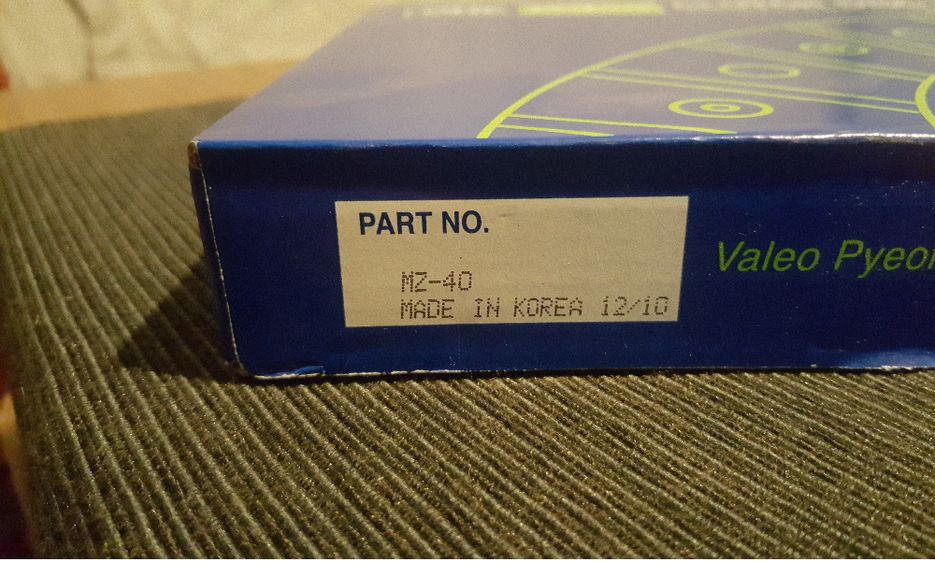 PART NO.
MZ-40
MADE IN KOREA 12/10
Valeo